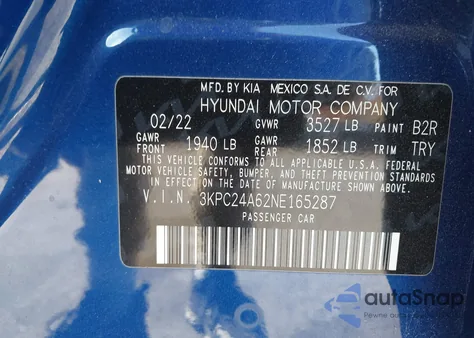 MFD. BY KIA MEXICO S.A. DE C.V. FOR
HYUNDAI MOTOR COMPANY
02/22 GVWR 3527 LB PAINT B2R
GAWR FRONT 1940 LB GAWR REAR 1852 LB TRIM TRY
THIS VEHICLE CONFORMS TO ALL APPLICABLE U.S.A. FEDERAL
MOTOR VEHICLE SAFETY, BUMPER, AND THEFT PREVENTION
STANDARDS IN EFFECT ON THE DATE OF MANUFACTURE SHOWN ABOVE.
V.I.N. 3KPC24A62NE165287
PASSENGER CAR
autoSnap
Pewne auto